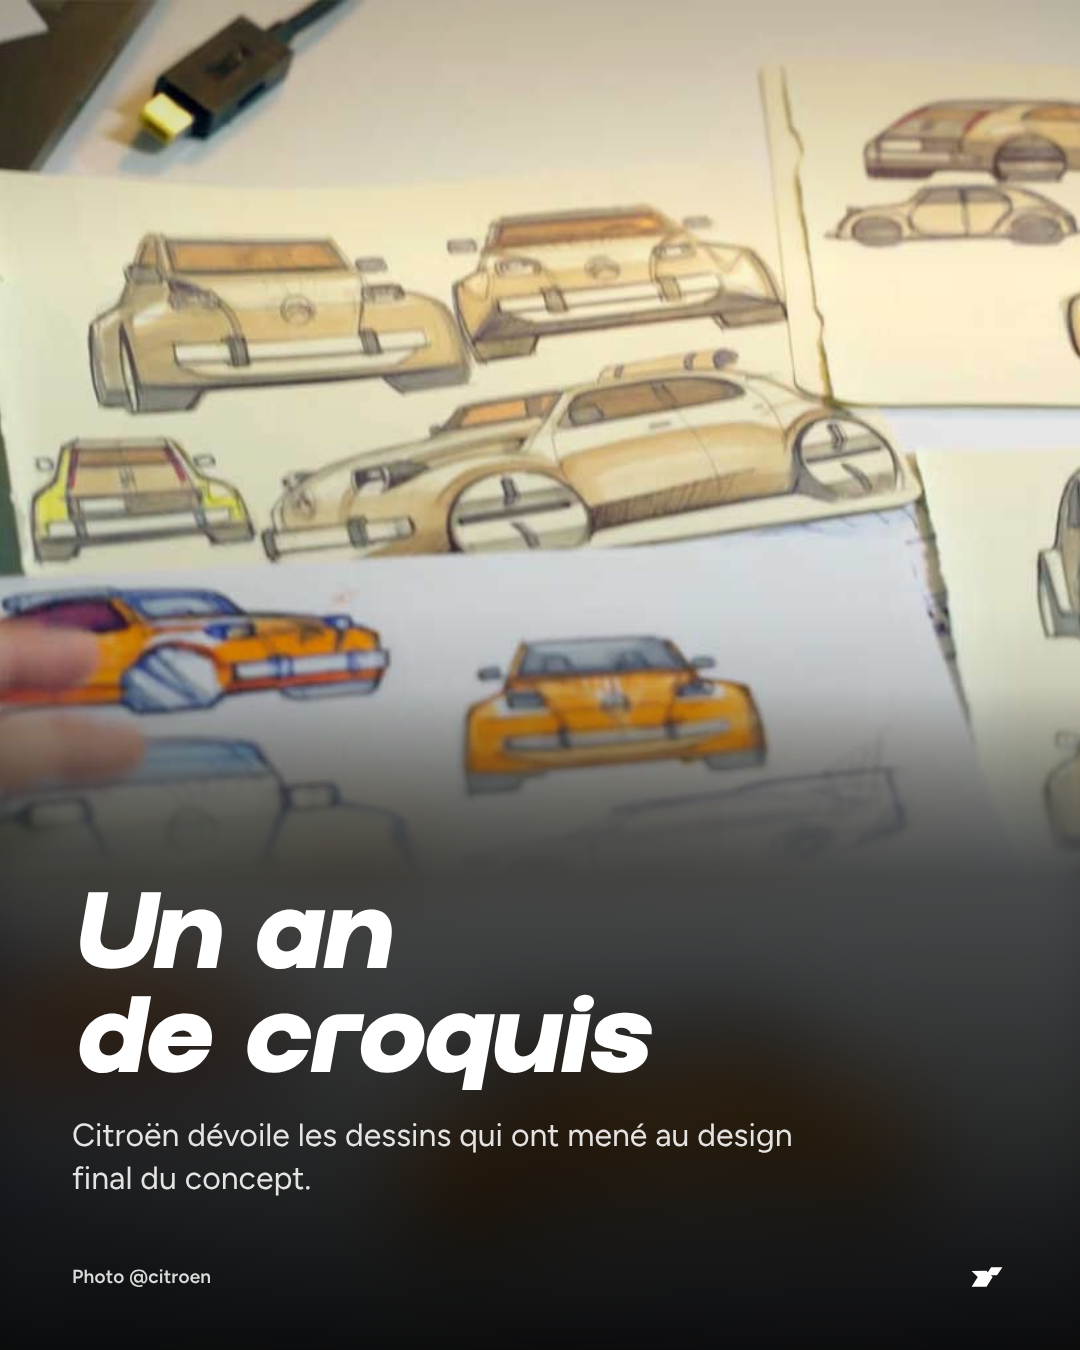 Un an
de croquis
Citroën dévoile les dessins qui ont mené au design
final du concept.
Photo @citroen